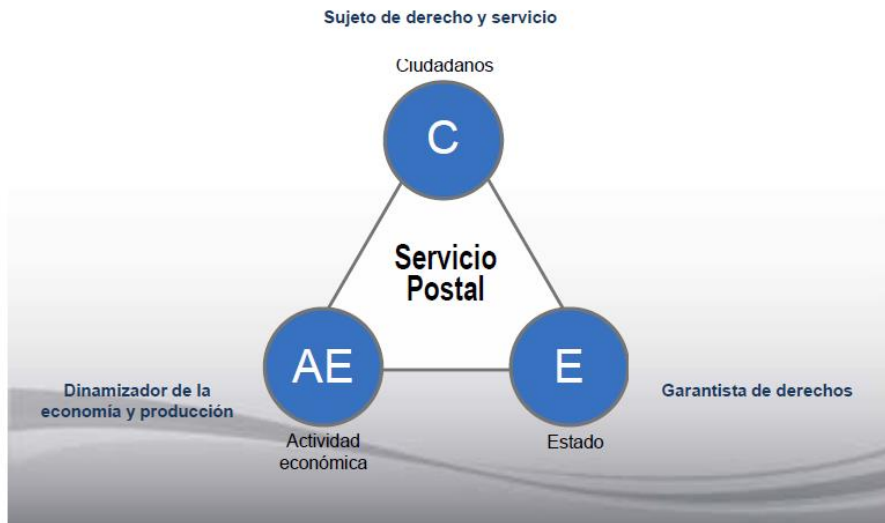 Sujeto de derecho y servicio
Ciudadanos
C
Servicio
Postal
AE
E
Dinamizador de la
economía y producción
Garantista de derechos
Actividad
económica
Estado